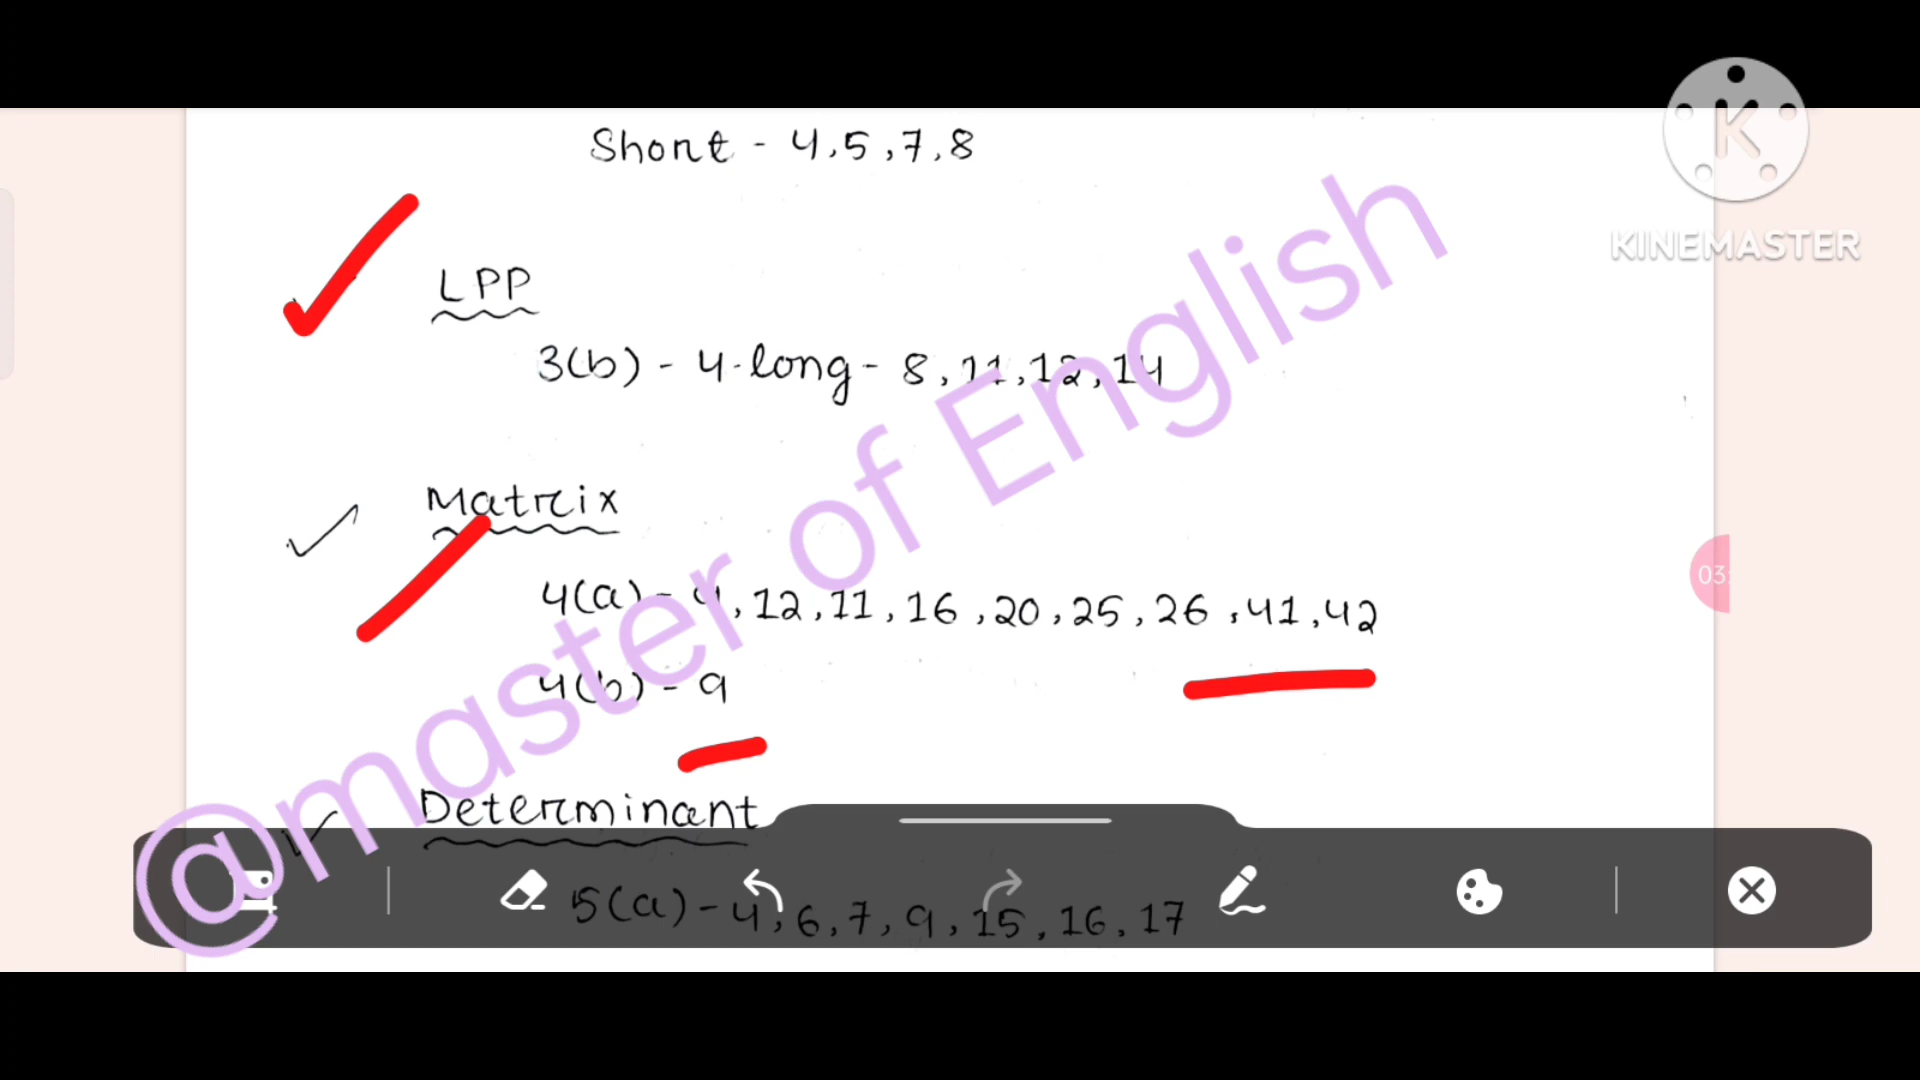 Short - 4,5,7,8
KINEMASTER
LPP
3(b) - 4.long - 8,11,12,14
Matrix
4(a) - 9,12,11,16,20,25,26,41,42
4(b) - 9
Determinant
5(a) - 4,6,7,9,15,16,17
@master of English
03: